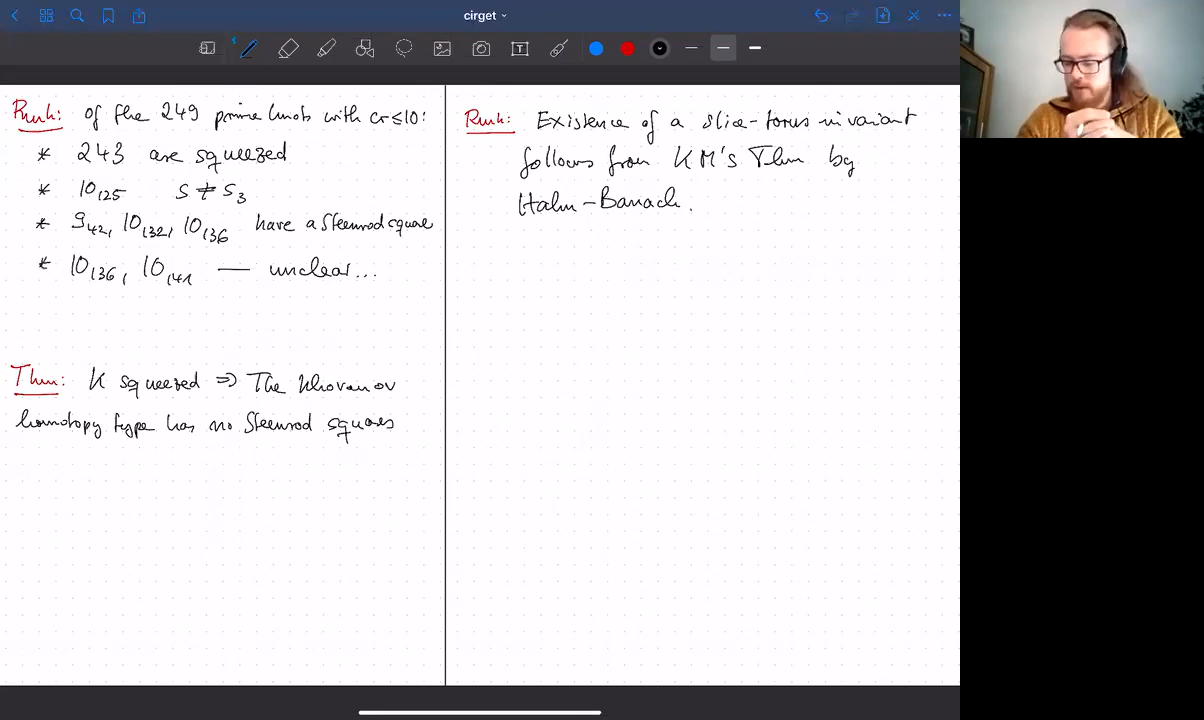 cirget
Rmk: of the 249 prime knots with cr ≤ 10:
* 243 are squeezed
* 10₁₂₅ s ≠ s₃
* 9₄₂, 10₁₃₂, 10₁₃₆ have a Steenrod square
* 10₁₃₆, 10₁₄₁ — unclear...
Thm: K squeezed ⇒ The Khovanov
homotopy type has no Steenrod squares
Rmk: Existence of a slice-torus invariant
follows from KM's Thm by
Hahn-Banach.